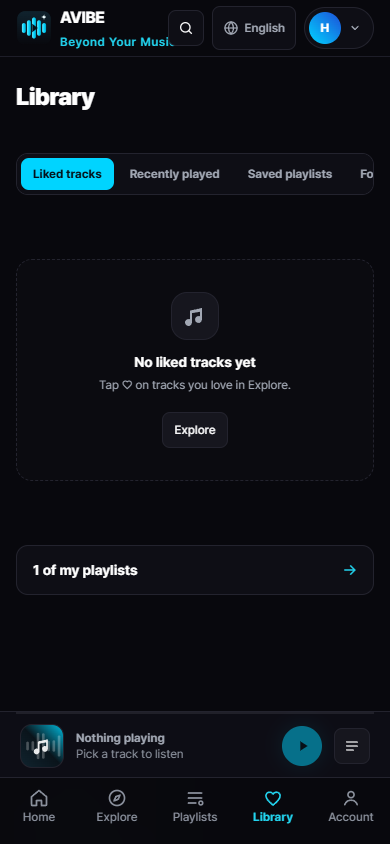 AVIBE
Beyond Your Music
English
H
Library
Liked tracks
Recently played
Saved playlists
Fo
No liked tracks yet
Tap ♡ on tracks you love in Explore.
Explore
1 of my playlists
Nothing playing
Pick a track to listen
Home
Explore
Playlists
Library
Account